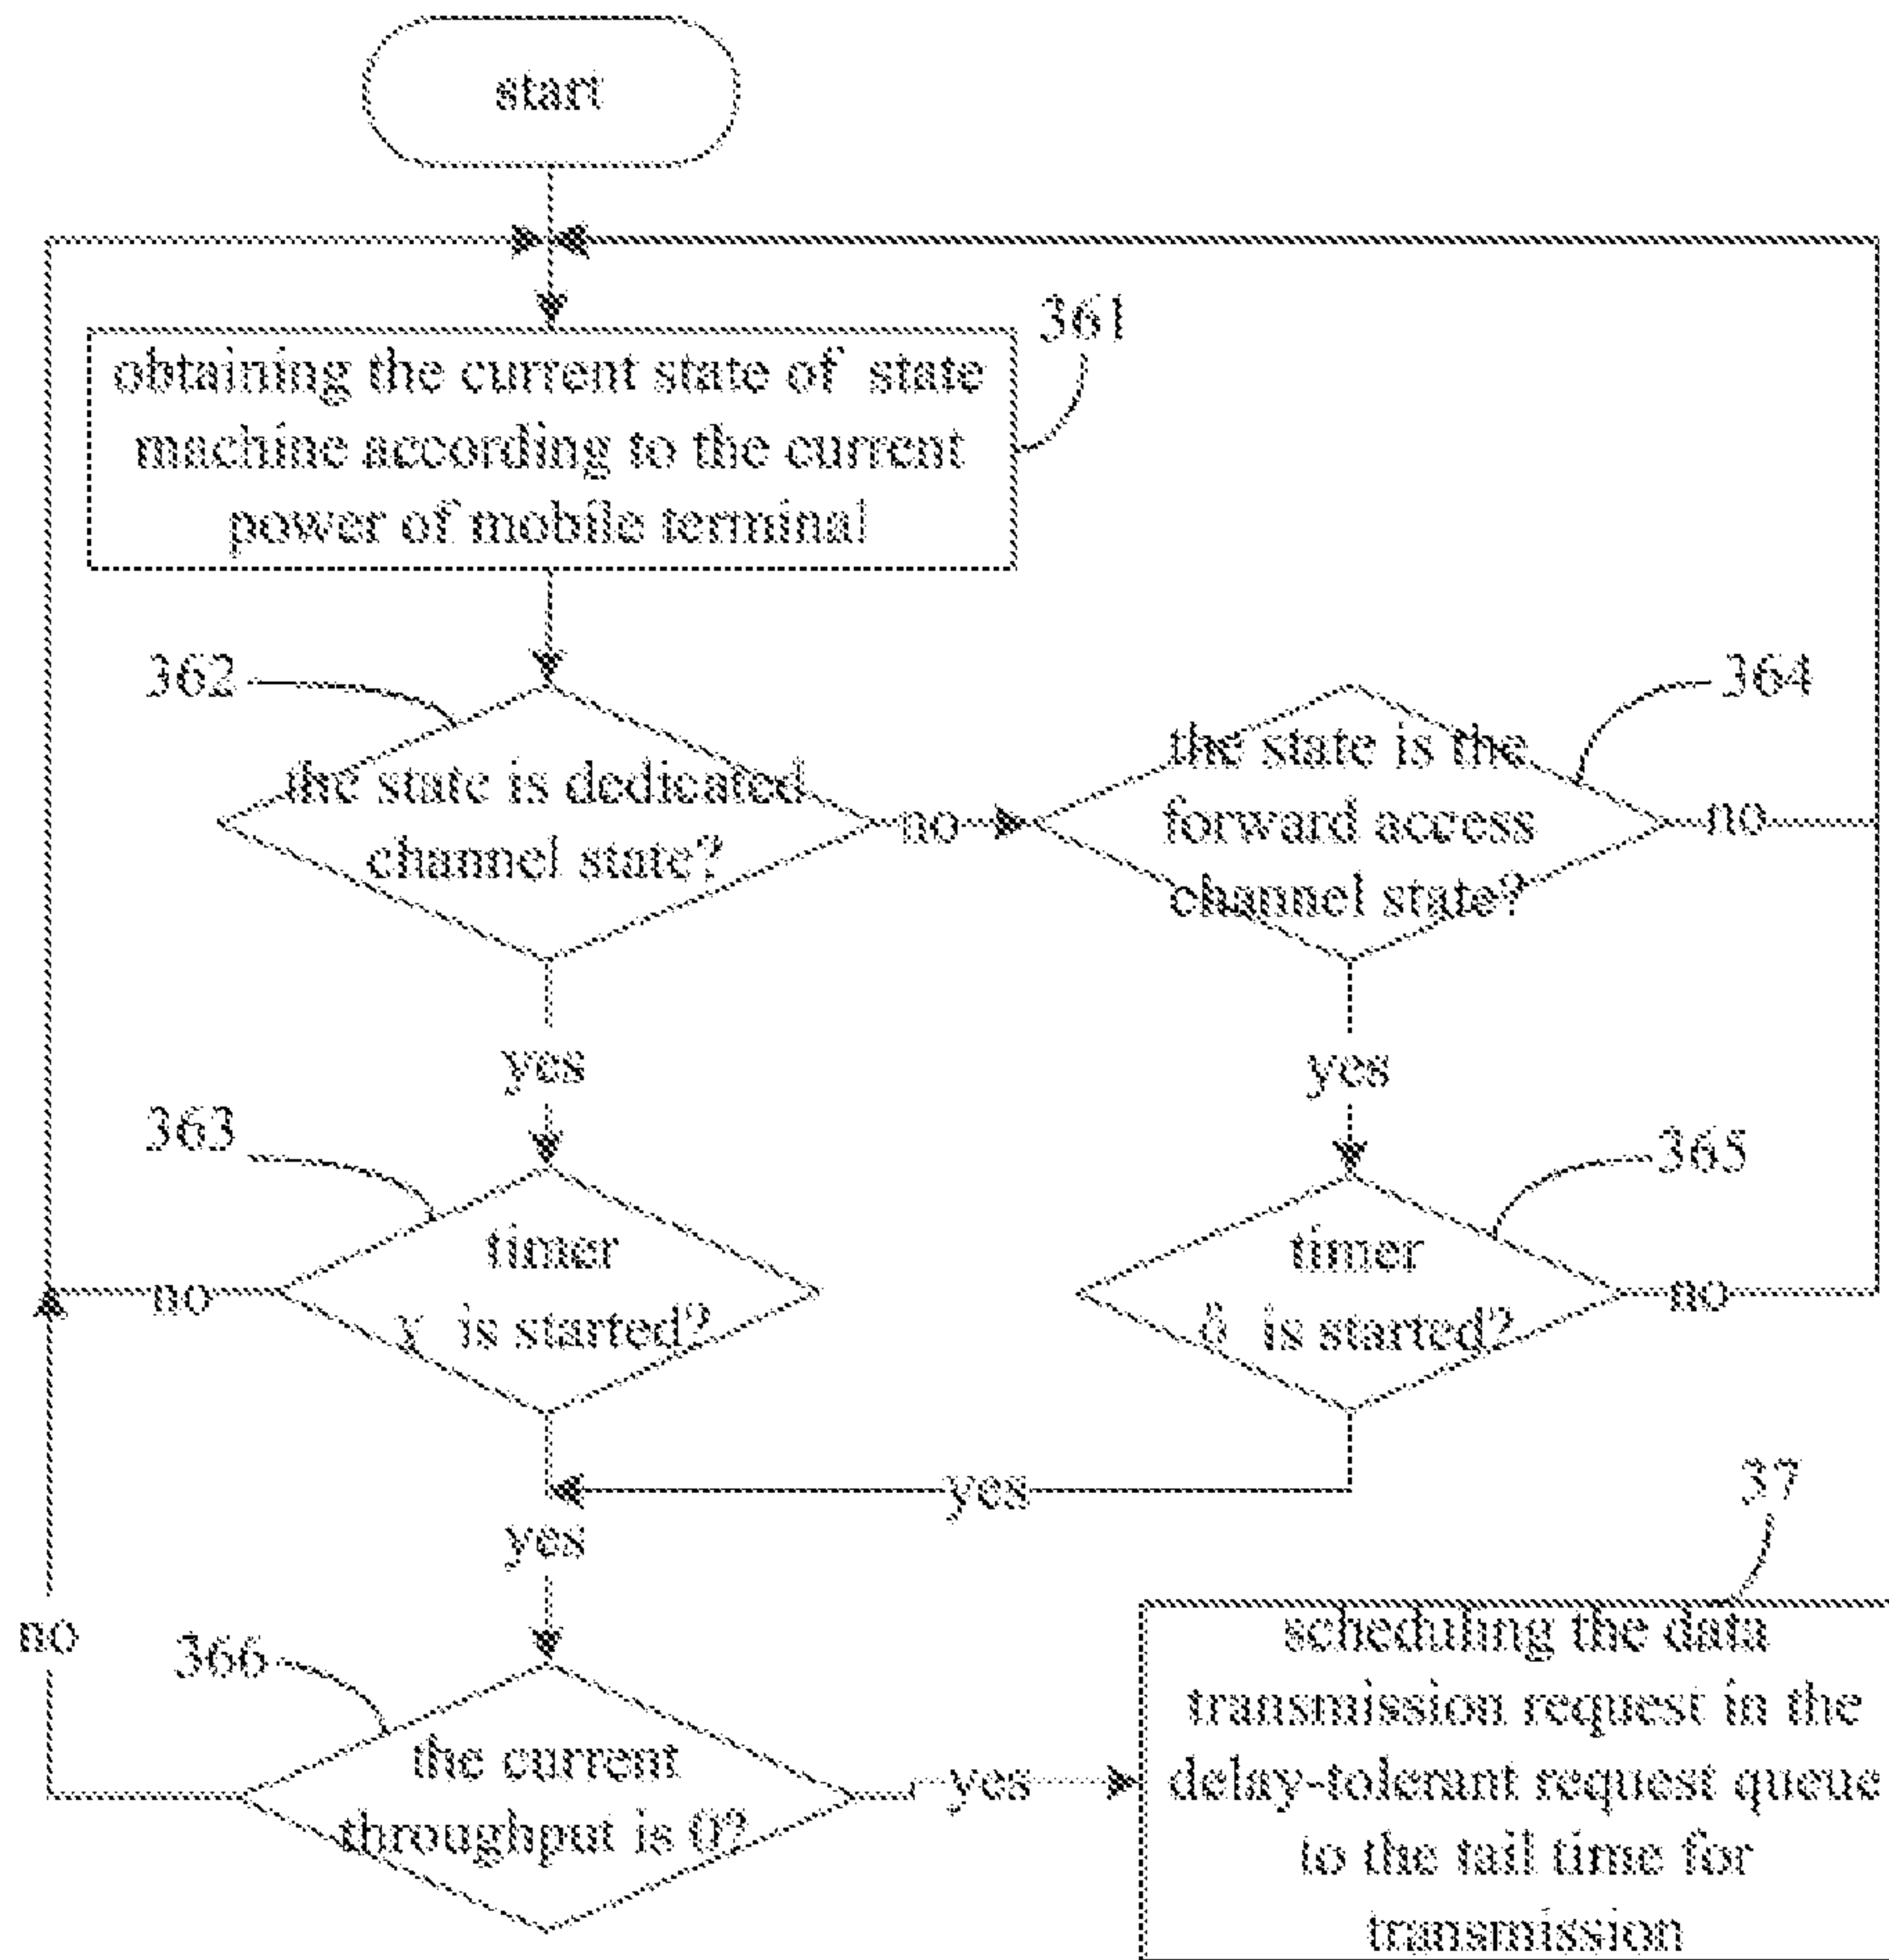 start
361
obtaining the current state of state
machine according to the current
power of mobile terminal
362
the state is dedicated
channel state?
no
364
the state is the
forward access
channel state?
no
yes
yes
363
timer
γ is started?
no
365
timer
δ is started?
no
yes
yes
no
366
the current
throughput is 0?
yes
37
scheduling the data
transmission request in the
delay-tolerant request queue
to the tail time for
transmission